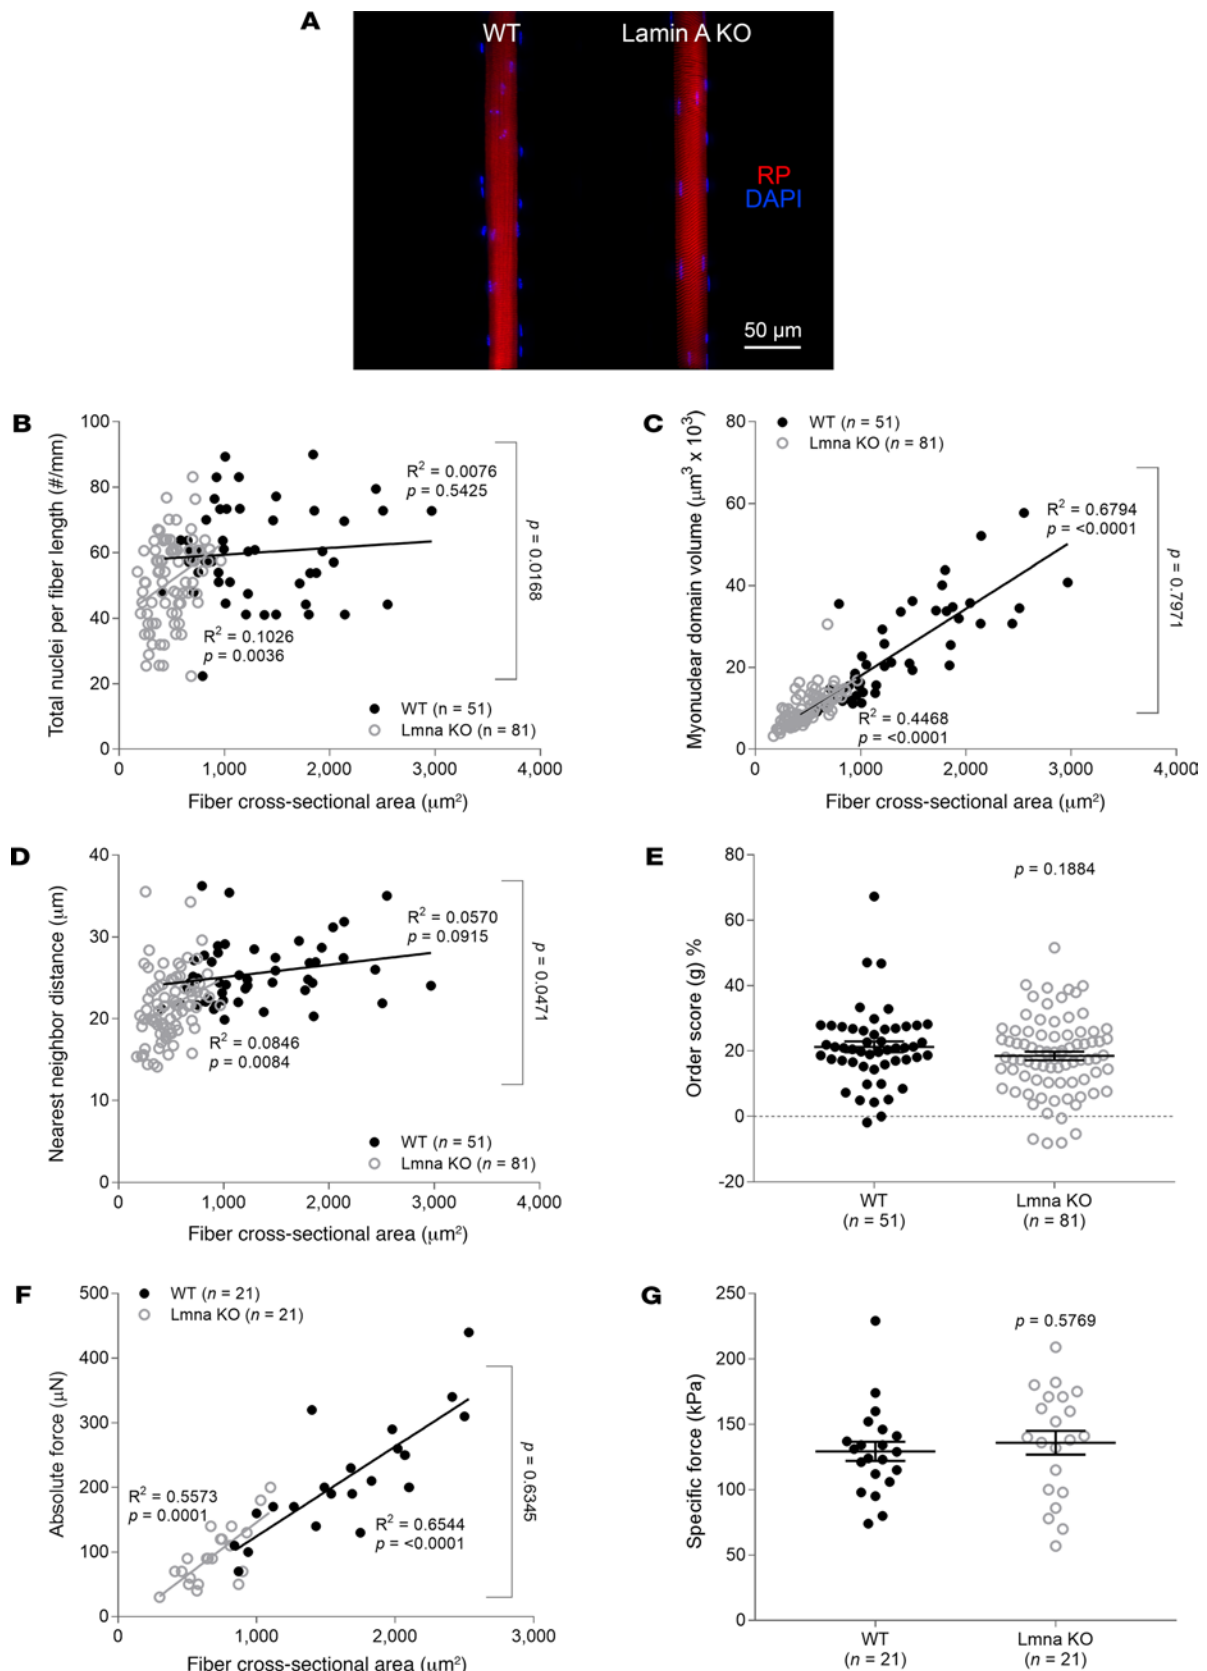 A
WT
Lamin A KO
RP
DAPI
50 µm
B
Total nuclei per fiber length (#/mm)
100
80
60
40
20
0
R² = 0.0076
p = 0.5425
p = 0.0168
R² = 0.1026
p = 0.0036
WT (n = 51)
Lmna KO (n = 81)
0
1,000
2,000
3,000
4,000
Fiber cross-sectional area (µm²)
C
Myonuclear domain volume (µm³ x 10³)
80
60
40
20
0
WT (n = 51)
Lmna KO (n = 81)
R² = 0.6794
p = <0.0001
p = 0.7971
R² = 0.4468
p = <0.0001
0
1,000
2,000
3,000
4,000
Fiber cross-sectional area (µm²)
D
Nearest neighbor distance (µm)
40
30
20
10
0
R² = 0.0570
p = 0.0915
p = 0.0471
R² = 0.0846
p = 0.0084
WT (n = 51)
Lmna KO (n = 81)
0
1,000
2,000
3,000
4,000
Fiber cross-sectional area (µm²)
E
Order score (g) %
80
60
40
20
0
-20
p = 0.1884
WT
(n = 51)
Lmna KO
(n = 81)
F
Absolute force (µN)
500
400
300
200
100
0
WT (n = 21)
Lmna KO (n = 21)
R² = 0.5573
p = 0.0001
R² = 0.6544
p = <0.0001
p = 0.6345
0
1,000
2,000
3,000
Fiber cross-sectional area (µm²)
G
Specific force (kPa)
250
200
150
100
50
0
p = 0.5769
WT
(n = 21)
Lmna KO
(n = 21)